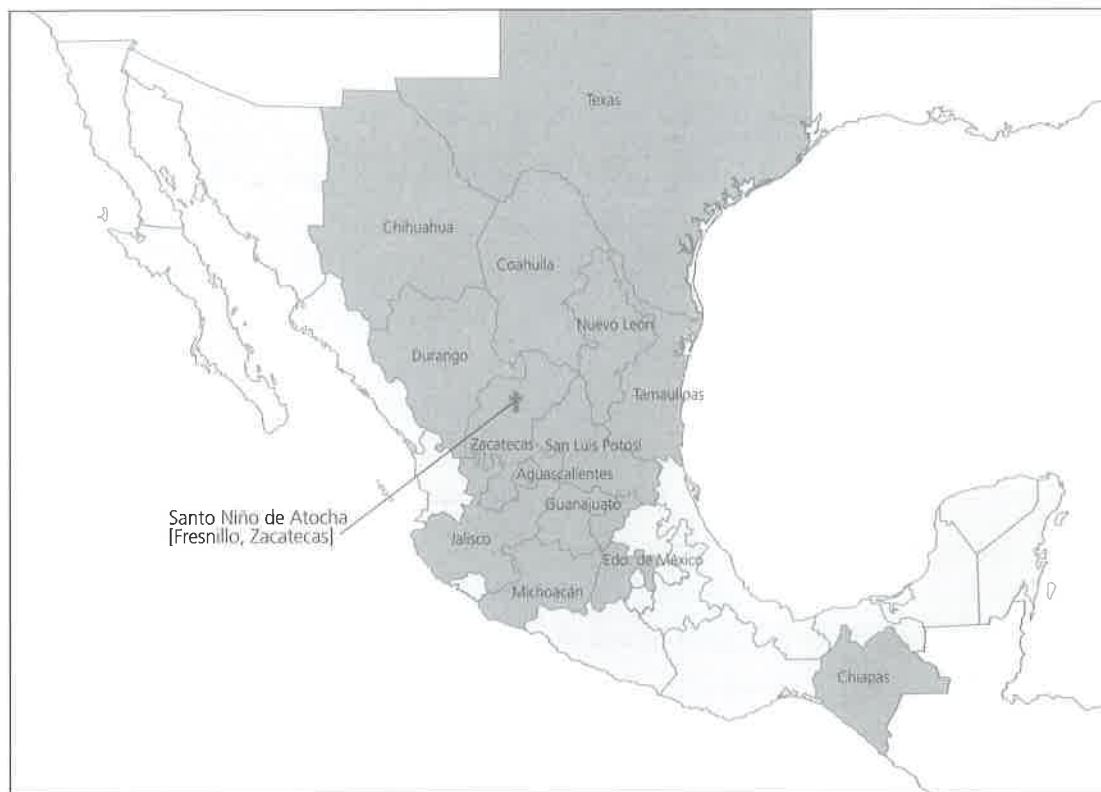 Texas
Chihuahua
Coahuila
Nuevo León
Durango
Tamaulipas
Zacatecas
San Luis Potosí
Aguascalientes
Guanajuato
Santo Niño de Atocha
[Fresnillo, Zacatecas]
Jalisco
Edo. de México
Michoacán
Chiapas